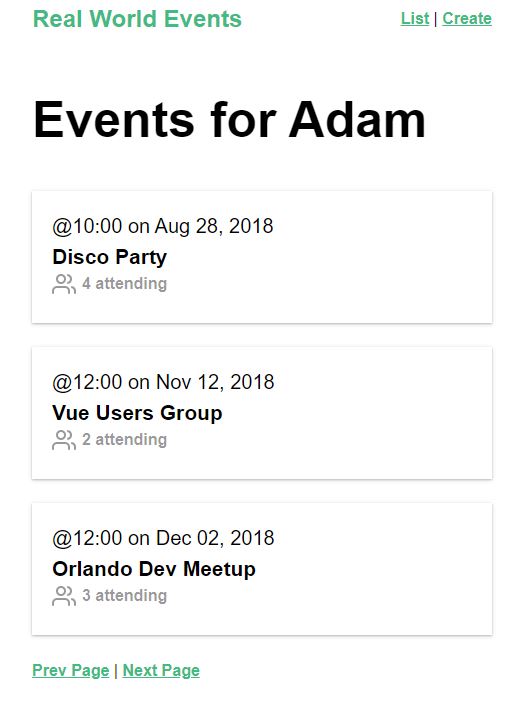 Real World Events List | Create
Events for Adam
@10:00 on Aug 28, 2018
Disco Party
4 attending
@12:00 on Nov 12, 2018
Vue Users Group
2 attending
@12:00 on Dec 02, 2018
Orlando Dev Meetup
3 attending
Prev Page | Next Page